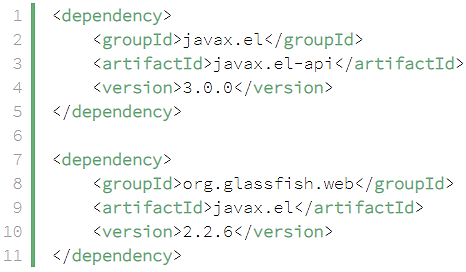 1 <dependency>
2     <groupId>javax.el</groupId>
3     <artifactId>javax.el-api</artifactId>
4     <version>3.0.0</version>
5 </dependency>
6
7 <dependency>
8     <groupId>org.glassfish.web</groupId>
9     <artifactId>javax.el</artifactId>
10     <version>2.2.6</version>
11 </dependency>